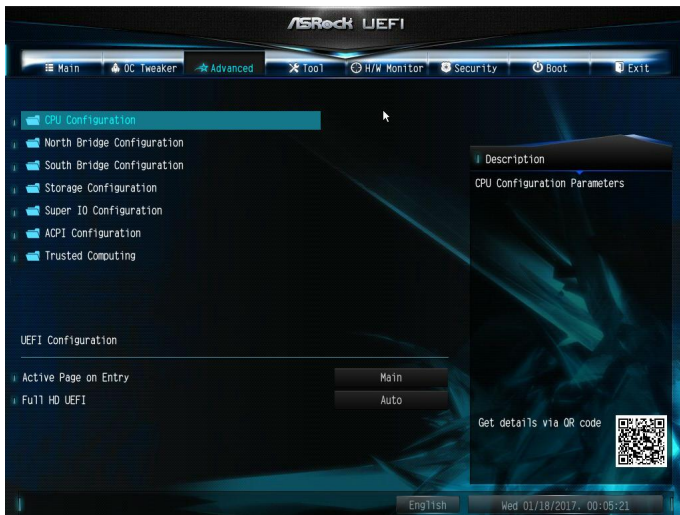 ASRock UEFI
Main OC Tweaker Advanced Tool H/W Monitor Security Boot Exit
CPU Configuration
North Bridge Configuration
South Bridge Configuration
Storage Configuration
Super IO Configuration
ACPI Configuration
Trusted Computing
Description
CPU Configuration Parameters
UEFI Configuration
Active Page on Entry Main
Full HD UEFI Auto
Get details via QR code
English Wed 01/18/2017. 00:05:21